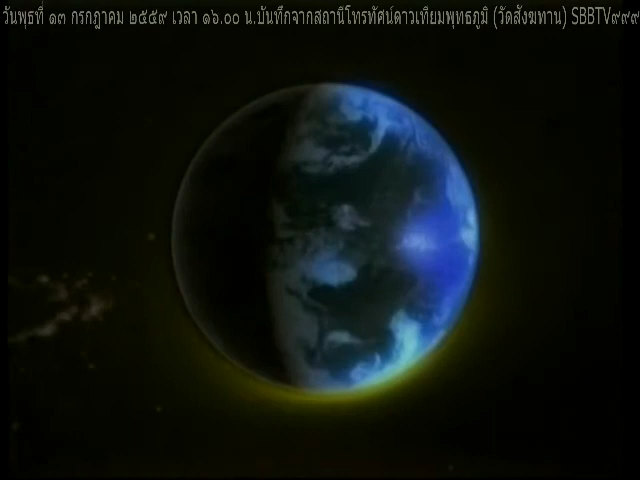 วันพุธที่ ๑๓ กรกฎาคม ๒๕๕๙ เวลา ๑๖.๐๐ น.บันทึกจากสถานีโทรทัศน์ดาวเทียมพุทธภูมิ (วัดสังฆทาน) SBBTV๙๙๙